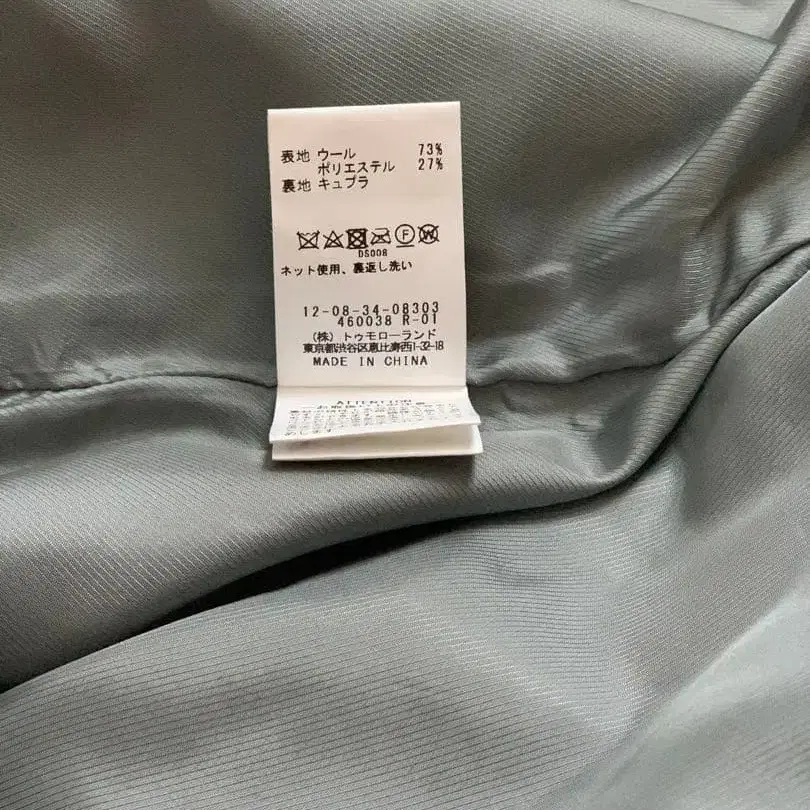 表地 ウール 73%
ポリエステル 27%
裏地 キュプラ
F W
DS008
ネット使用、裏返し洗い
12-08-34-08303
460038 R-01
(株) トゥモローランド
東京都渋谷区恵比寿西1-32-18
MADE IN CHINA
ATTENTION